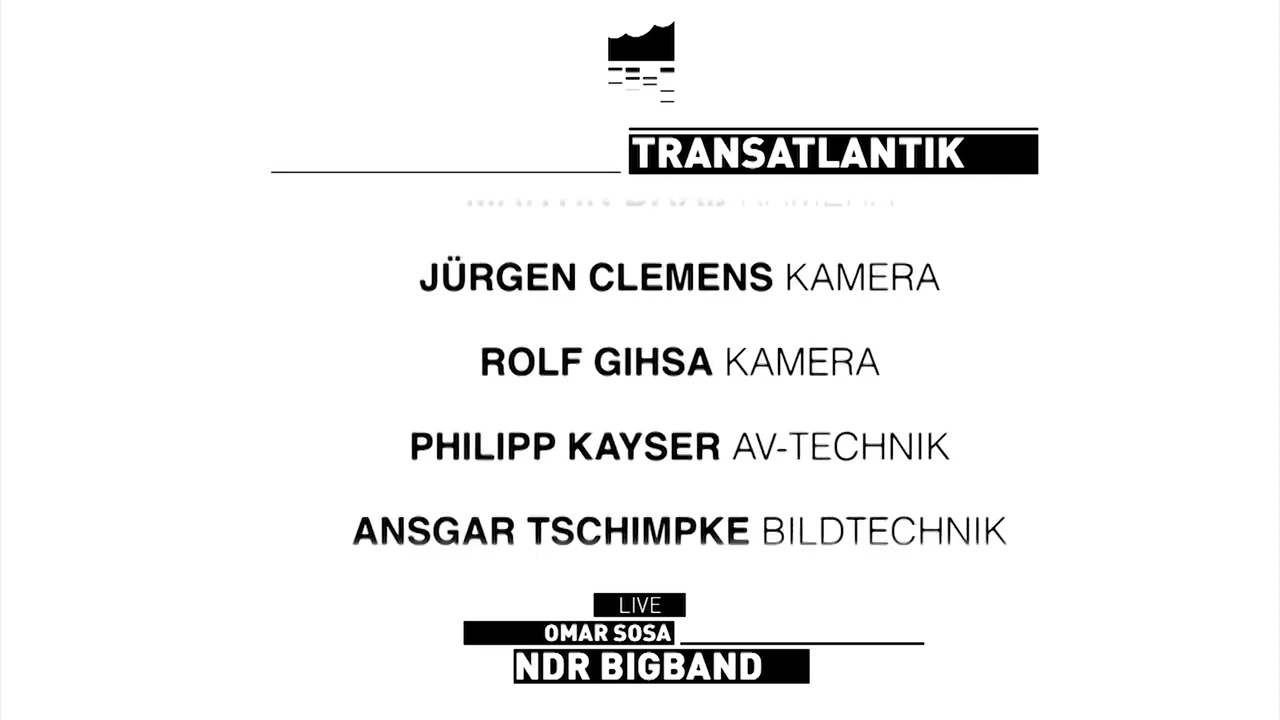 TRANSATLANTIK
JÜRGEN CLEMENS KAMERA
ROLF GIHSA KAMERA
PHILIPP KAYSER AV-TECHNIK
ANSGAR TSCHIMPKE BILDTECHNIK
LIVE
OMAR SOSA
NDR BIGBAND